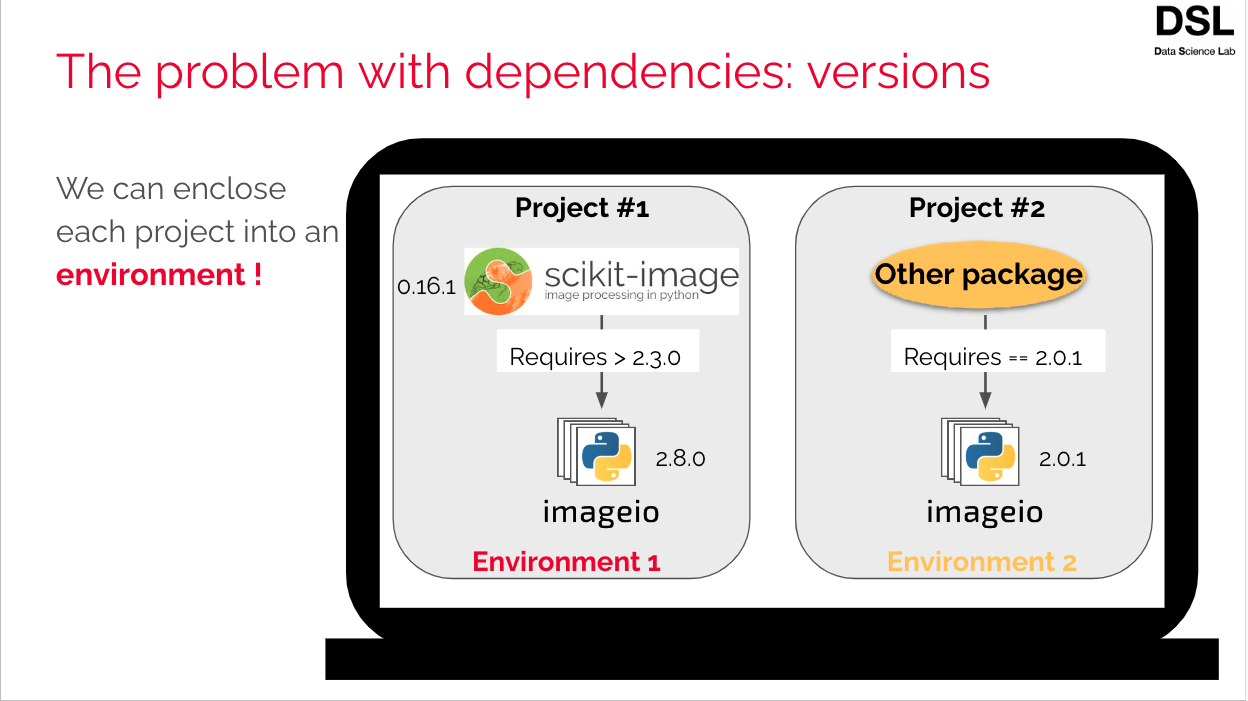 DSL
Data Science Lab
The problem with dependencies: versions
We can enclose
each project into an
environment !
Project #1
0.16.1
scikit-image
image processing in python
Requires > 2.3.0
2.8.0
imageio
Environment 1
Project #2
Other package
Requires == 2.0.1
2.0.1
imageio
Environment 2